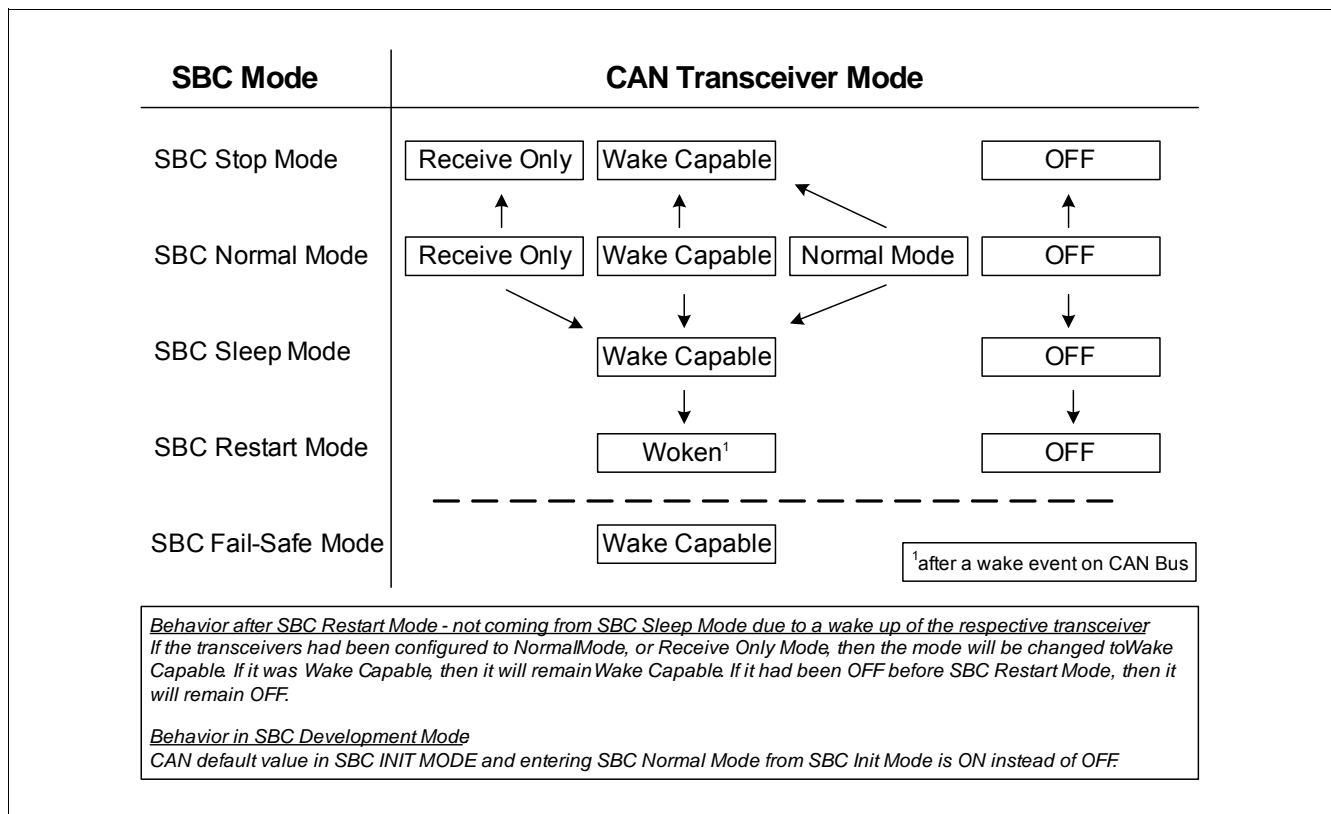 SBC Mode CAN Transceiver Mode
SBC Stop Mode Receive Only Wake Capable OFF
SBC Normal Mode Receive Only Wake Capable Normal Mode OFF
SBC Sleep Mode Wake Capable OFF
SBC Restart Mode Woken¹ OFF
SBC Fail-Safe Mode Wake Capable
¹after a wake event on CAN Bus
Behavior after SBC Restart Mode - not coming from SBC Sleep Mode due to a wake up of the respective transceiver
If the transceivers had been configured to NormalMode, or Receive Only Mode, then the mode will be changed toWake
Capable. If it was Wake Capable, then it will remain Wake Capable. If it had been OFF before SBC Restart Mode, then it
will remain OFF.
Behavior in SBC Development Mode
CAN default value in SBC INIT MODE and entering SBC Normal Mode from SBC Init Mode is ON instead of OFF.